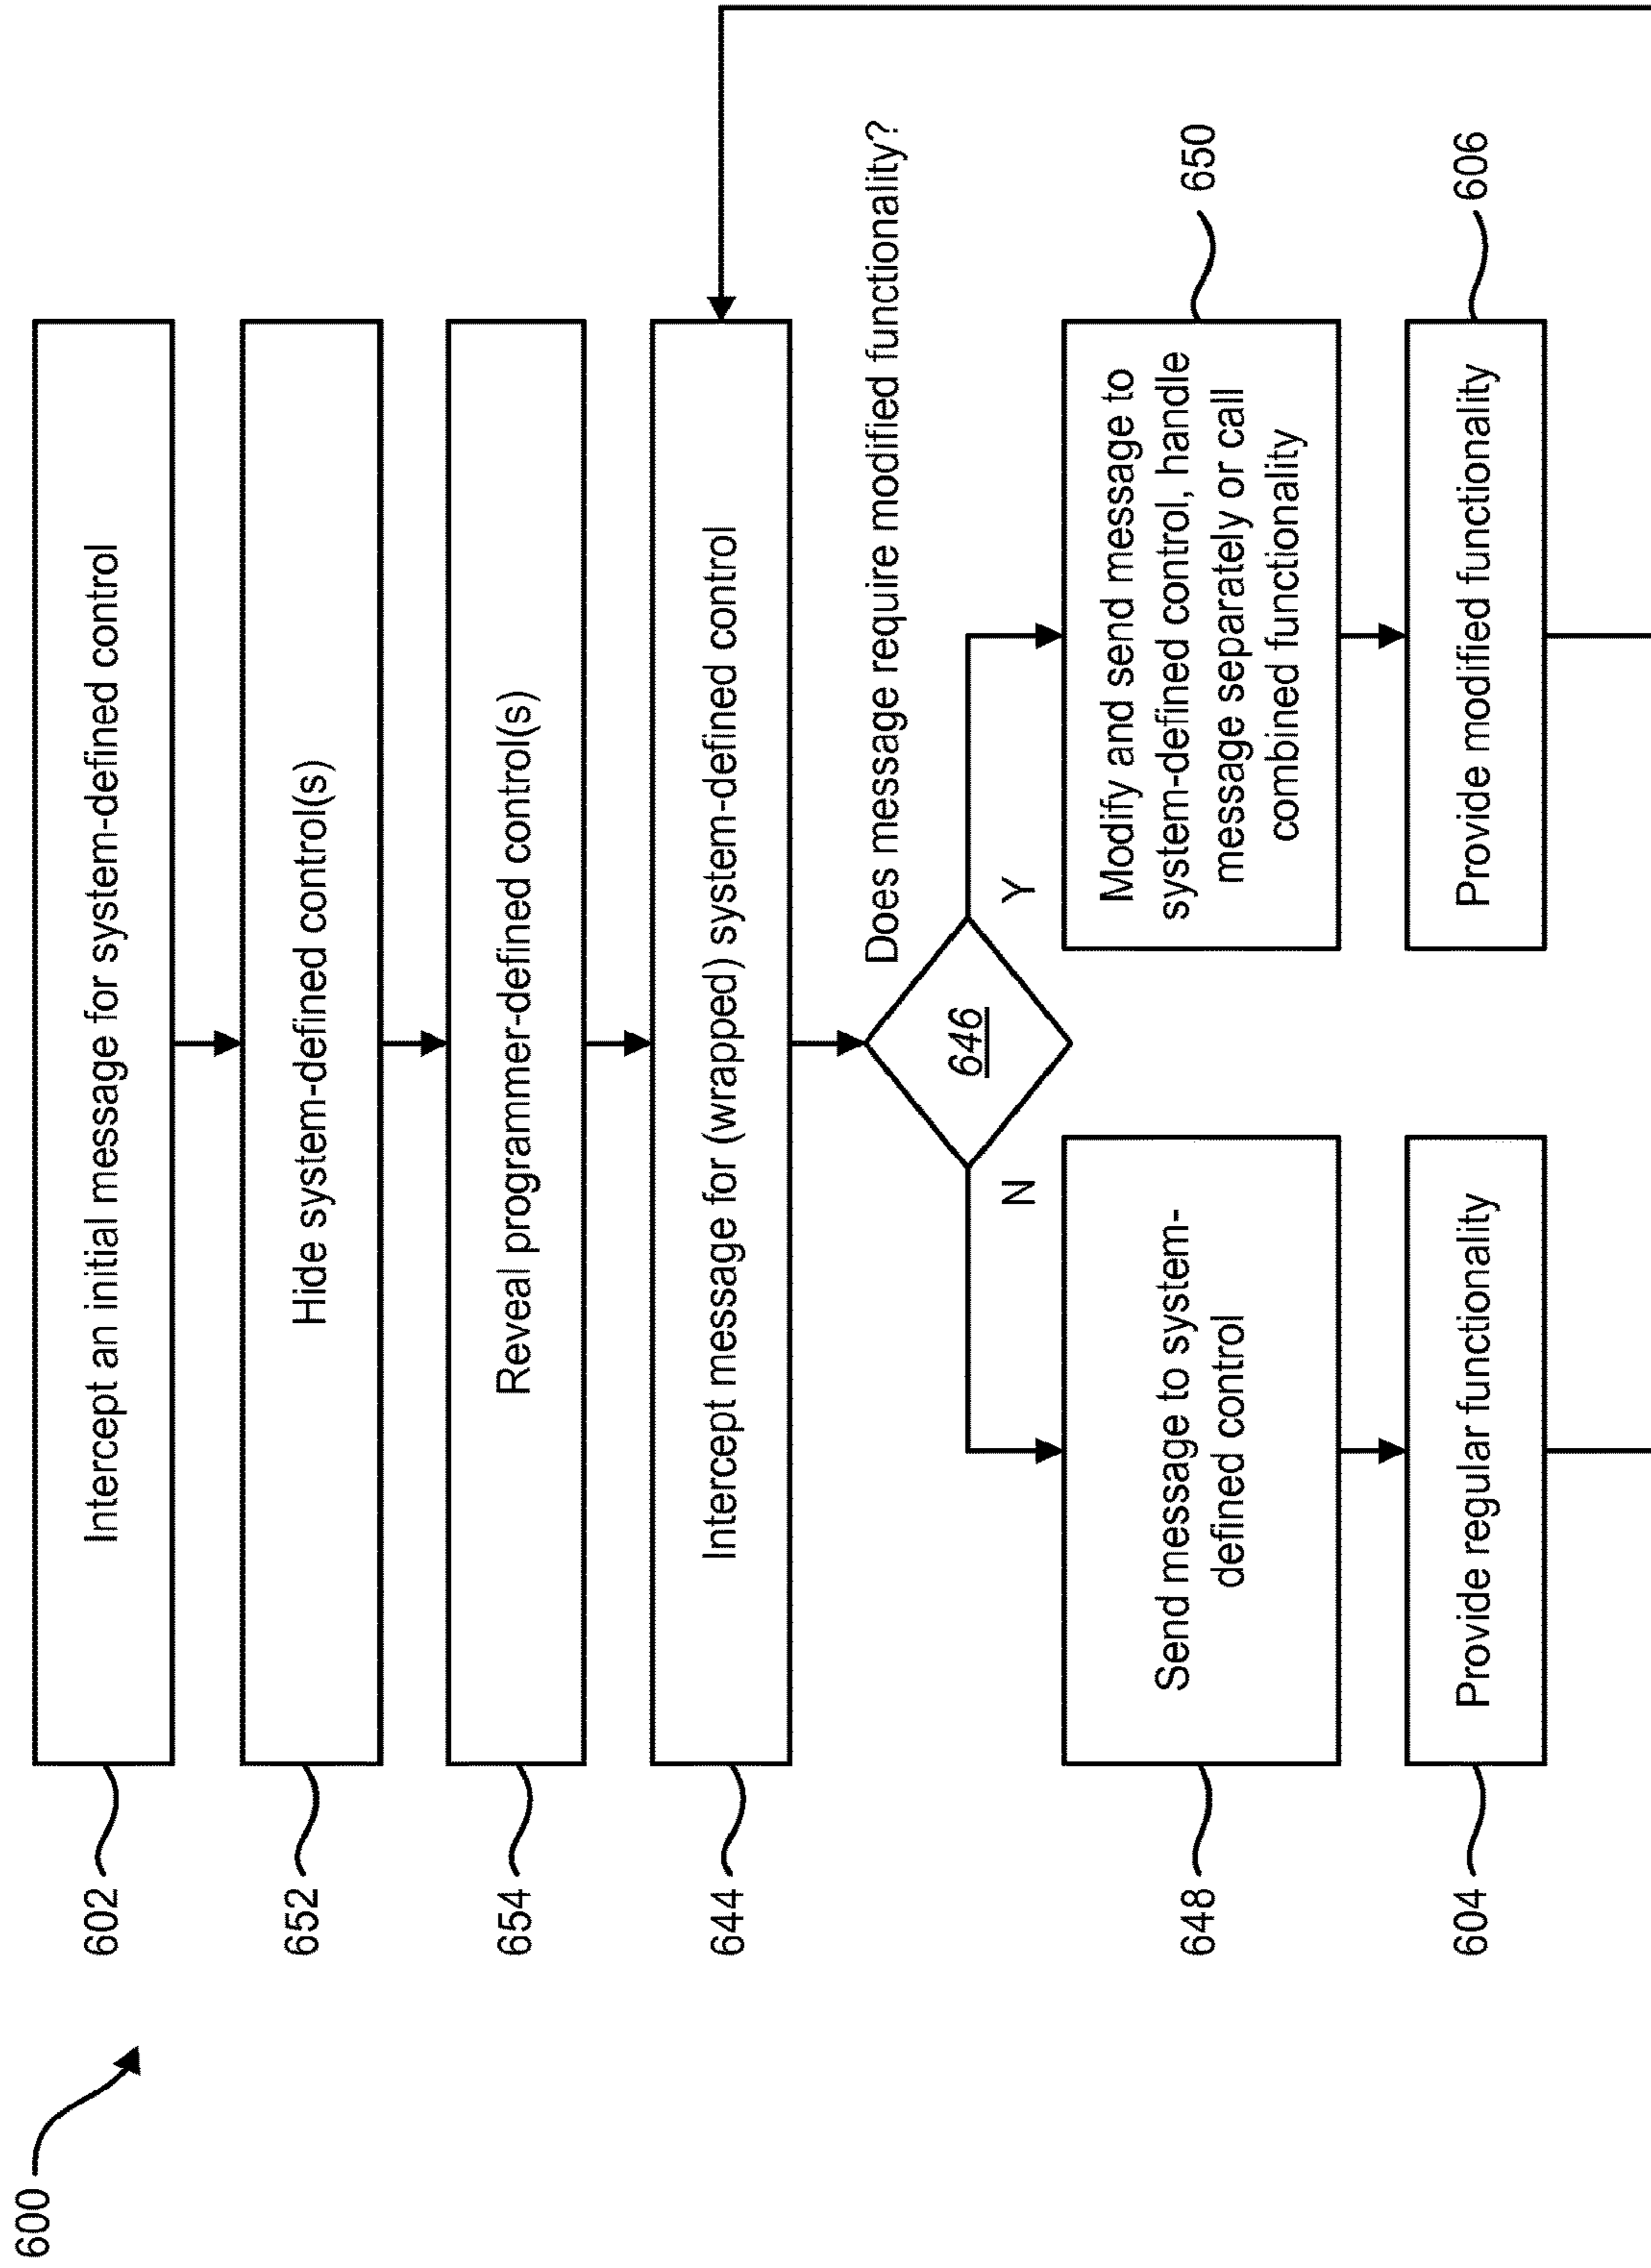 600
602
Intercept an initial message for system-defined control
652
Hide system-defined control(s)
654
Reveal programmer-defined control(s)
644
Intercept message for (wrapped) system-defined control
Does message require modified functionality?
646
N
Y
648
Send message to system-
defined control
Modify and send message to
system-defined control, handle
message separately or call
combined functionality
650
604
Provide regular functionality
Provide modified functionality
606